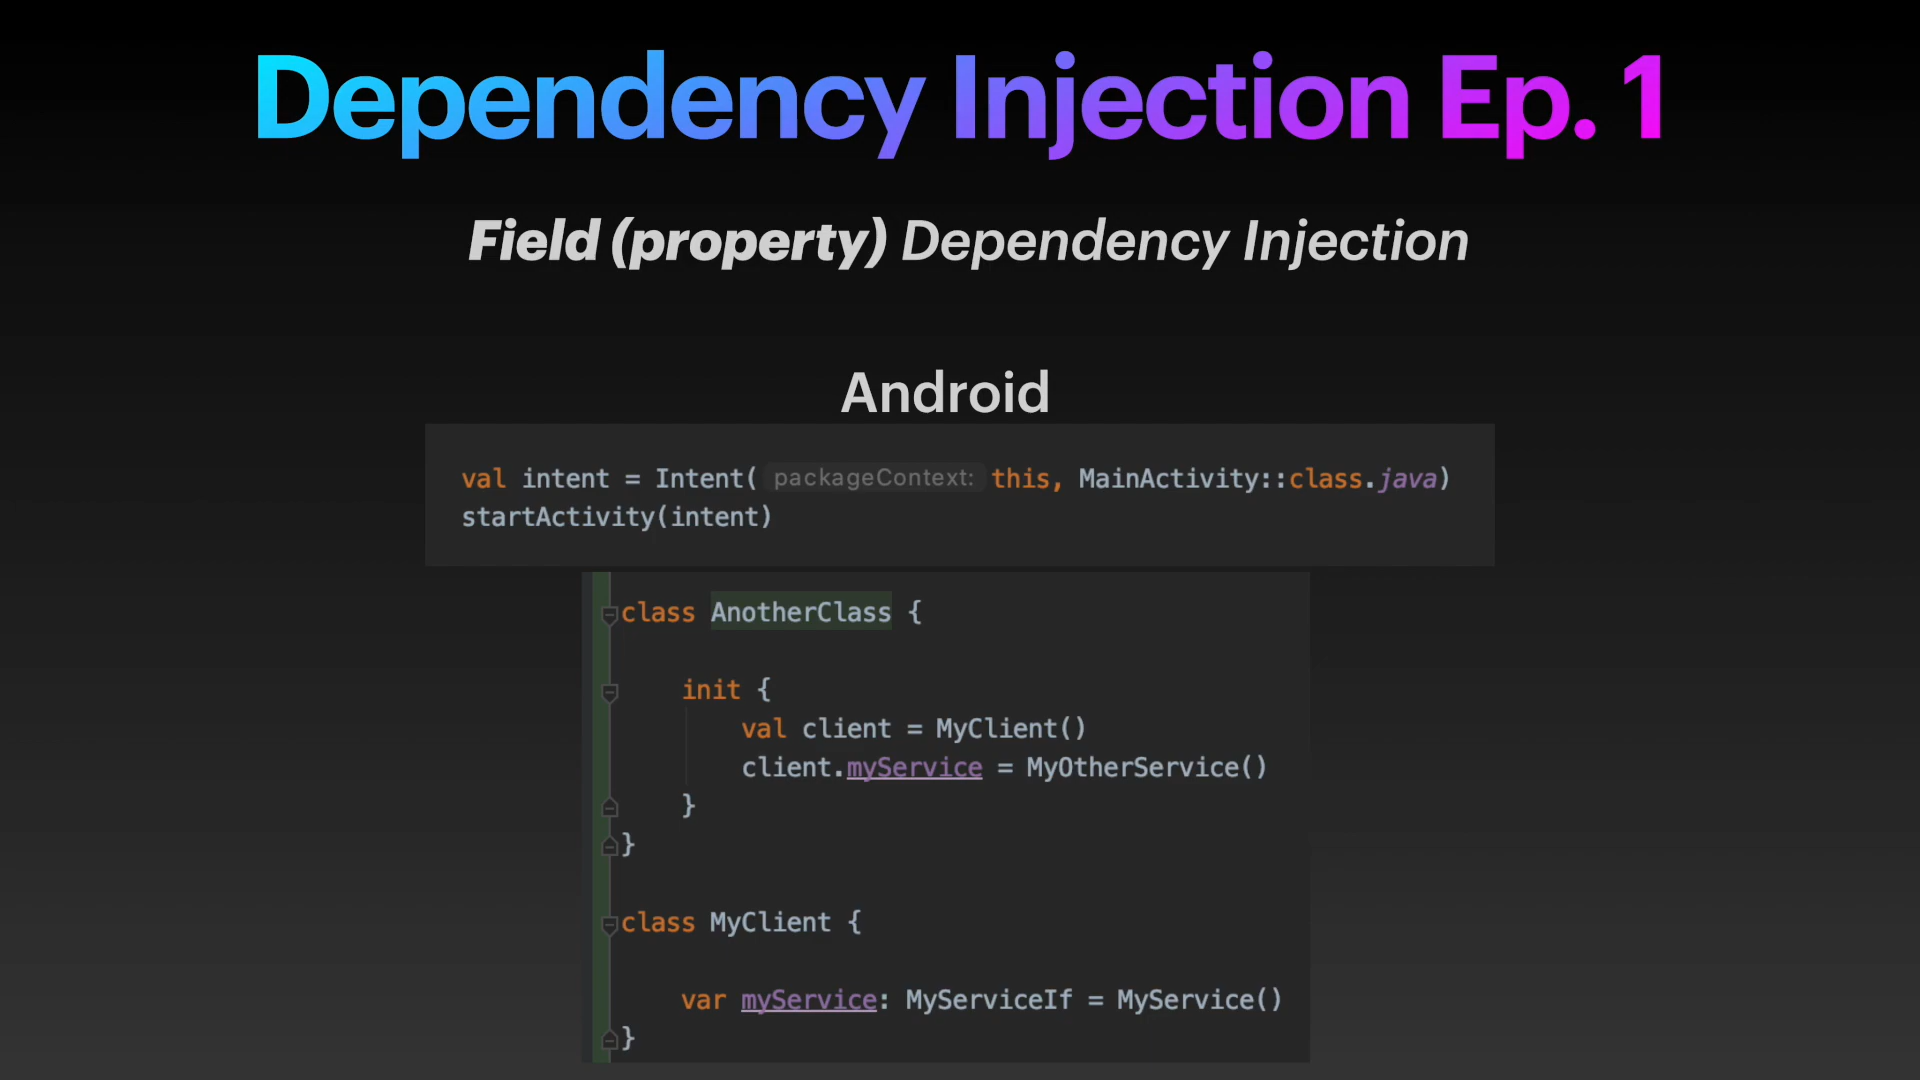 Dependency Injection Ep. 1
Field (property) Dependency Injection
Android
val intent = Intent( packageContext: this, MainActivity::class.java)
startActivity(intent)
class AnotherClass {
init {
val client = MyClient()
client.myService = MyOtherService()
}
}
class MyClient {
var myService: MyServiceIf = MyService()
}